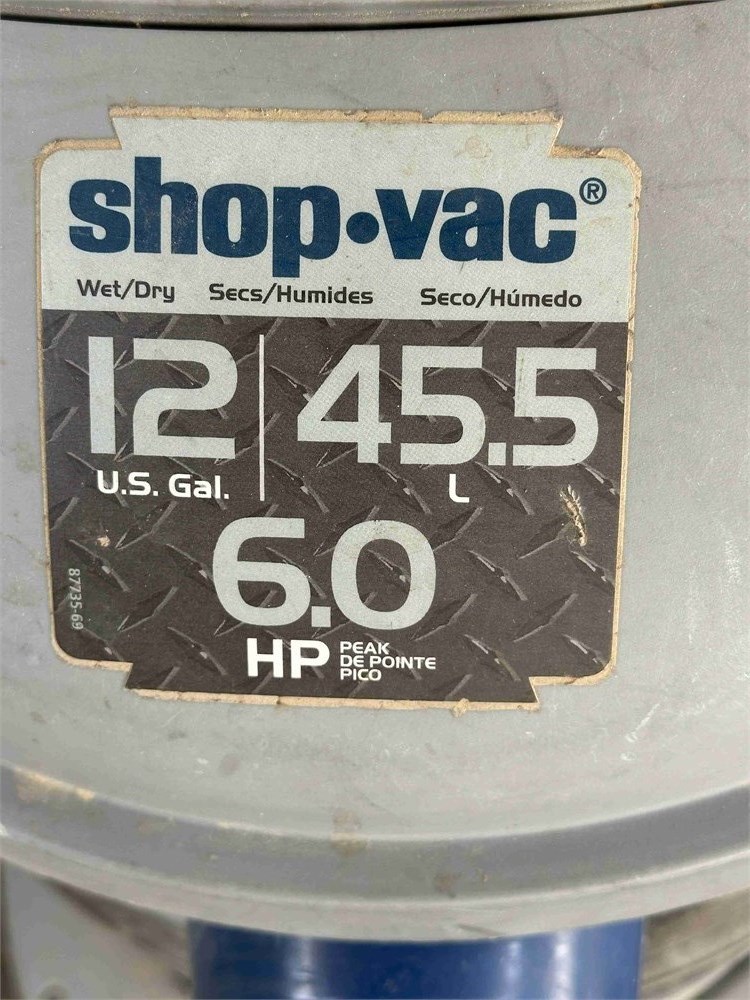 shop·vac®
Wet/Dry Secs/Humides Seco/Húmedo
12 45.5
U.S. Gal. L
6.0
HP PEAK
DE POINTE
PICO
87735-69